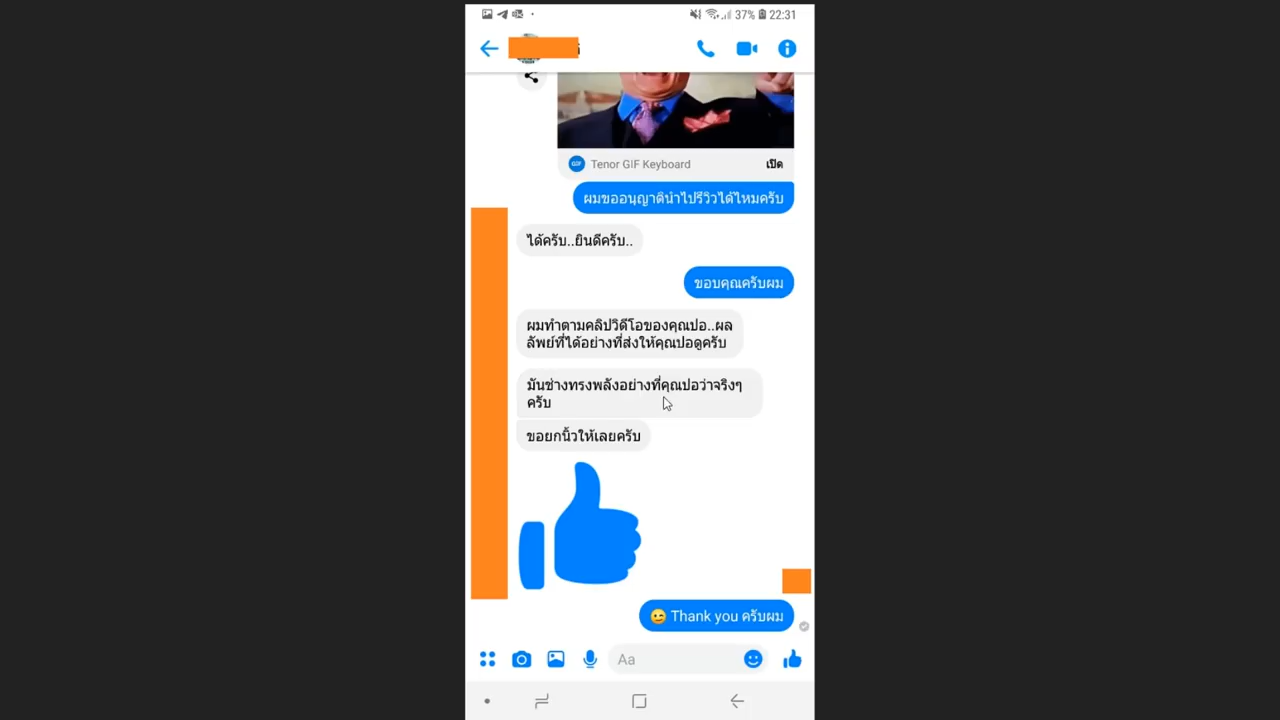 37% 22:31
GIF Tenor GIF Keyboard เปิด
ผมขออนุญาตินำไปรีวิวได้ไหมครับ
ได้ครับ..ยินดีครับ..
ขอบคุณครับผม
ผมทำตามคลิปวิดีโอของคุณปอ..ผล
ลัพย์ที่ได้อย่างที่ส่งให้คุณปอดูครับ
มันช่างทรงพลังอย่างที่คุณปอว่าจริงๆ
ครับ
ขอยกนิ้วให้เลยครับ
Thank you ครับผม
Aa